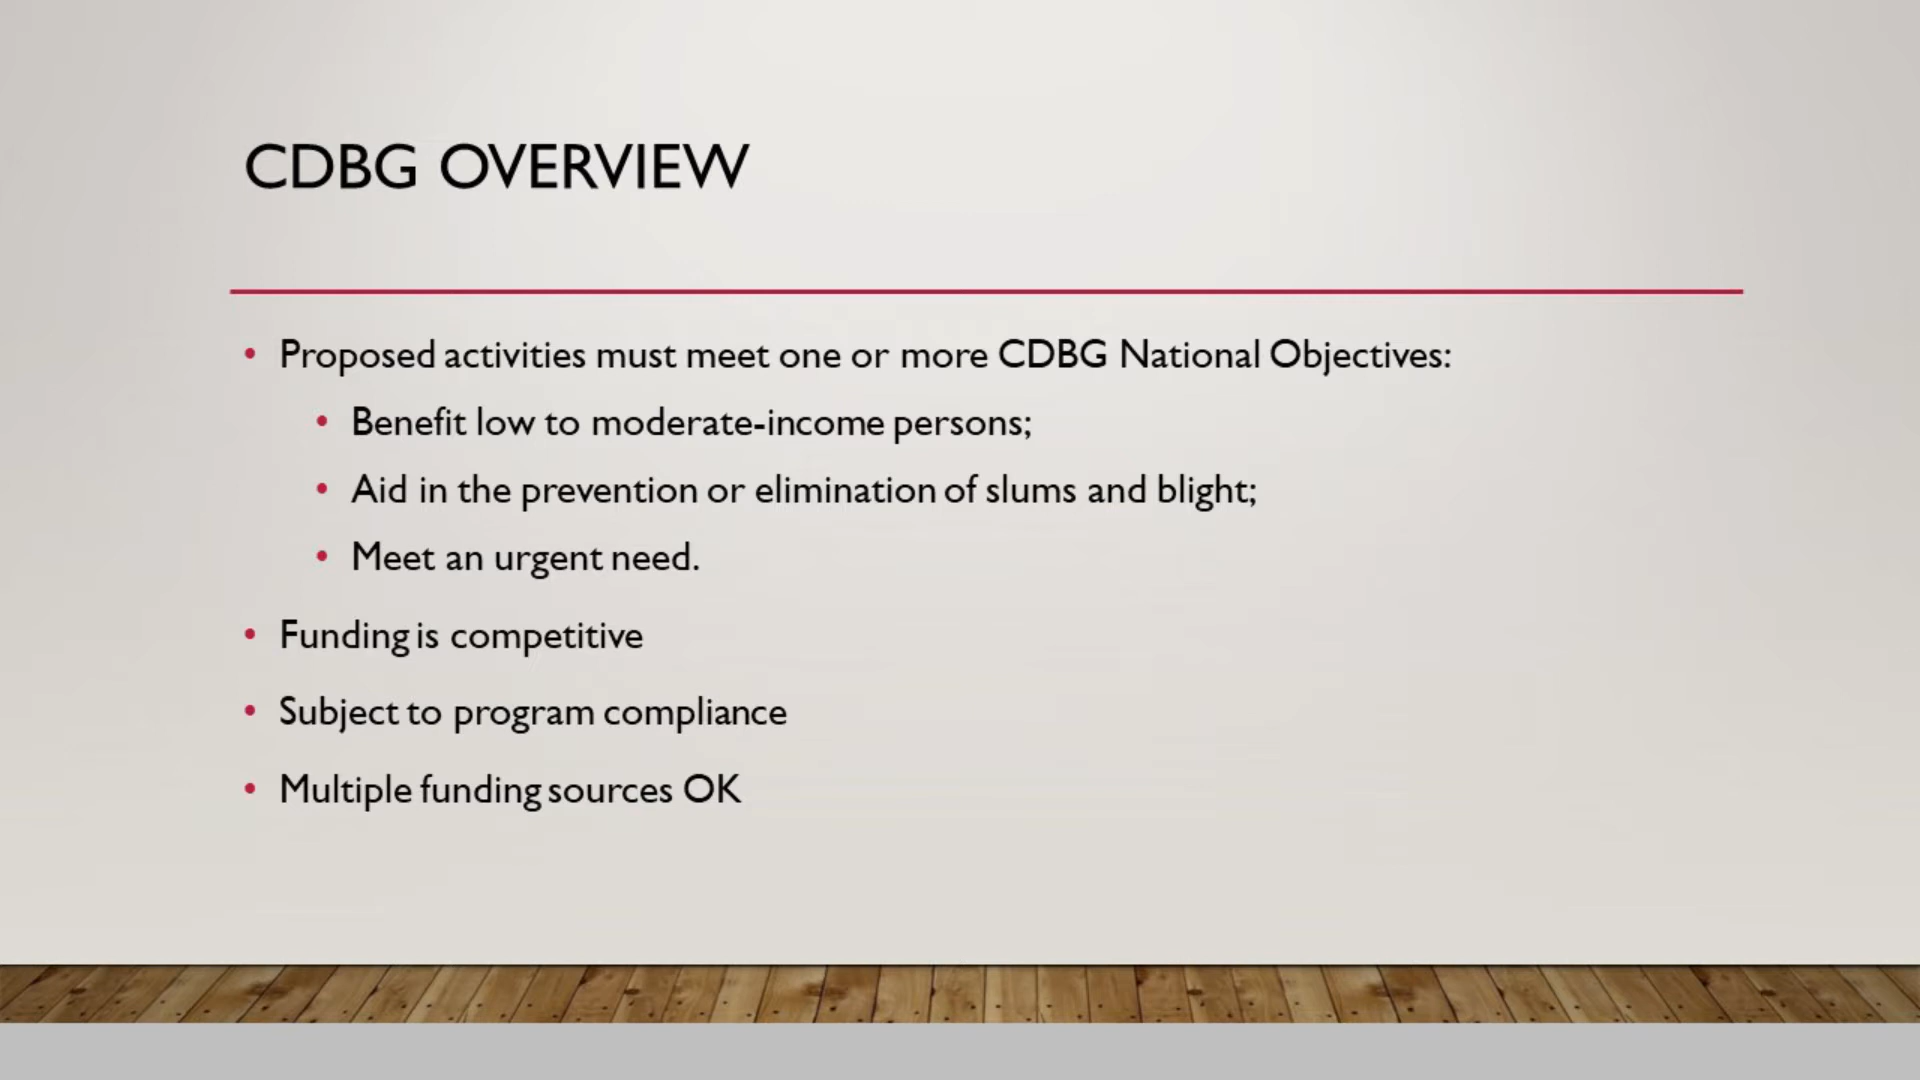 CDBG OVERVIEW
• Proposed activities must meet one or more CDBG National Objectives:
• Benefit low to moderate-income persons;
• Aid in the prevention or elimination of slums and blight;
• Meet an urgent need.
• Funding is competitive
• Subject to program compliance
• Multiple funding sources OK